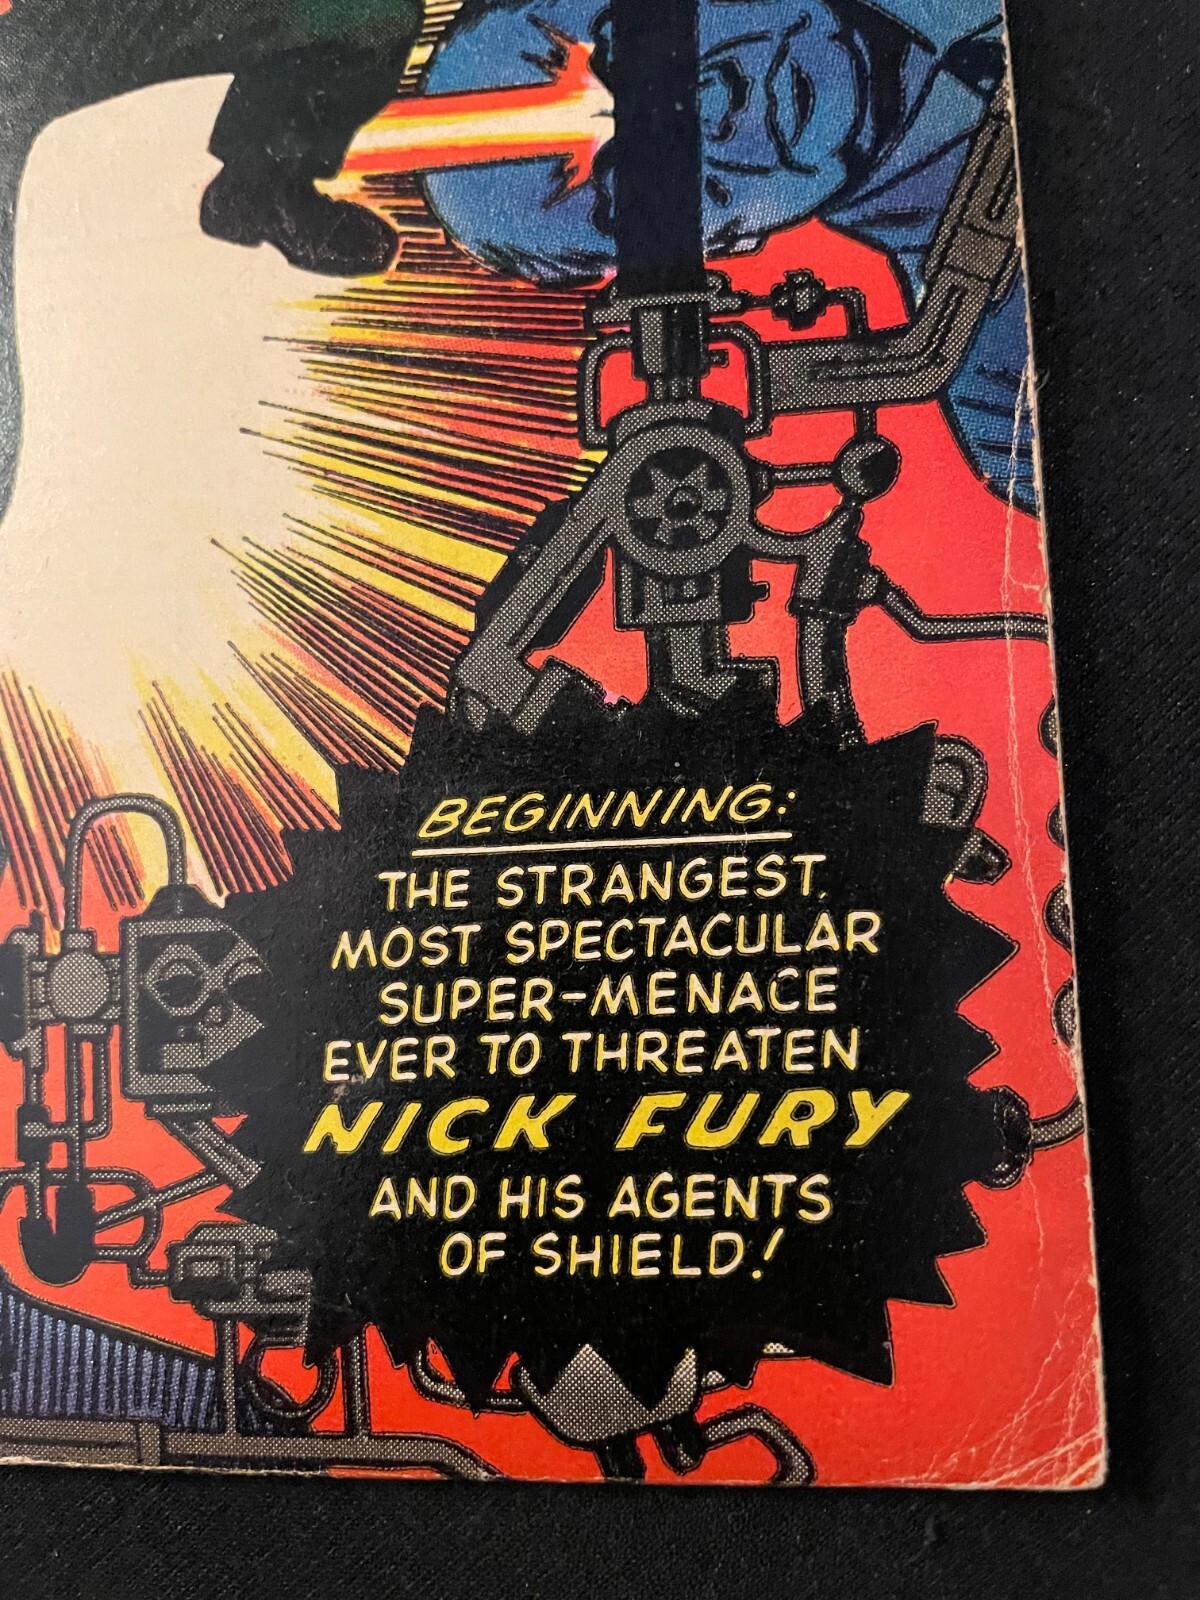 BEGINNING:
THE STRANGEST,
MOST SPECTACULAR
SUPER-MENACE
EVER TO THREATEN
NICK FURY
AND HIS AGENTS
OF SHIELD!